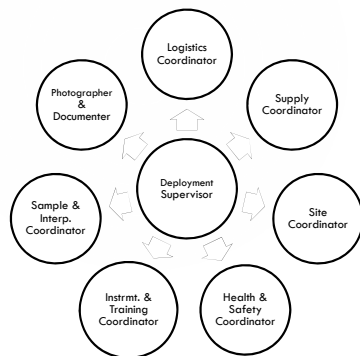 Logistics
Coordinator
Photographer
&
Documenter
Supply
Coordinator
Deployment
Supervisor
Sample &
Interp.
Coordinator
Site
Coordinator
Instrmt. &
Training
Coordinator
Health &
Safety
Coordinator